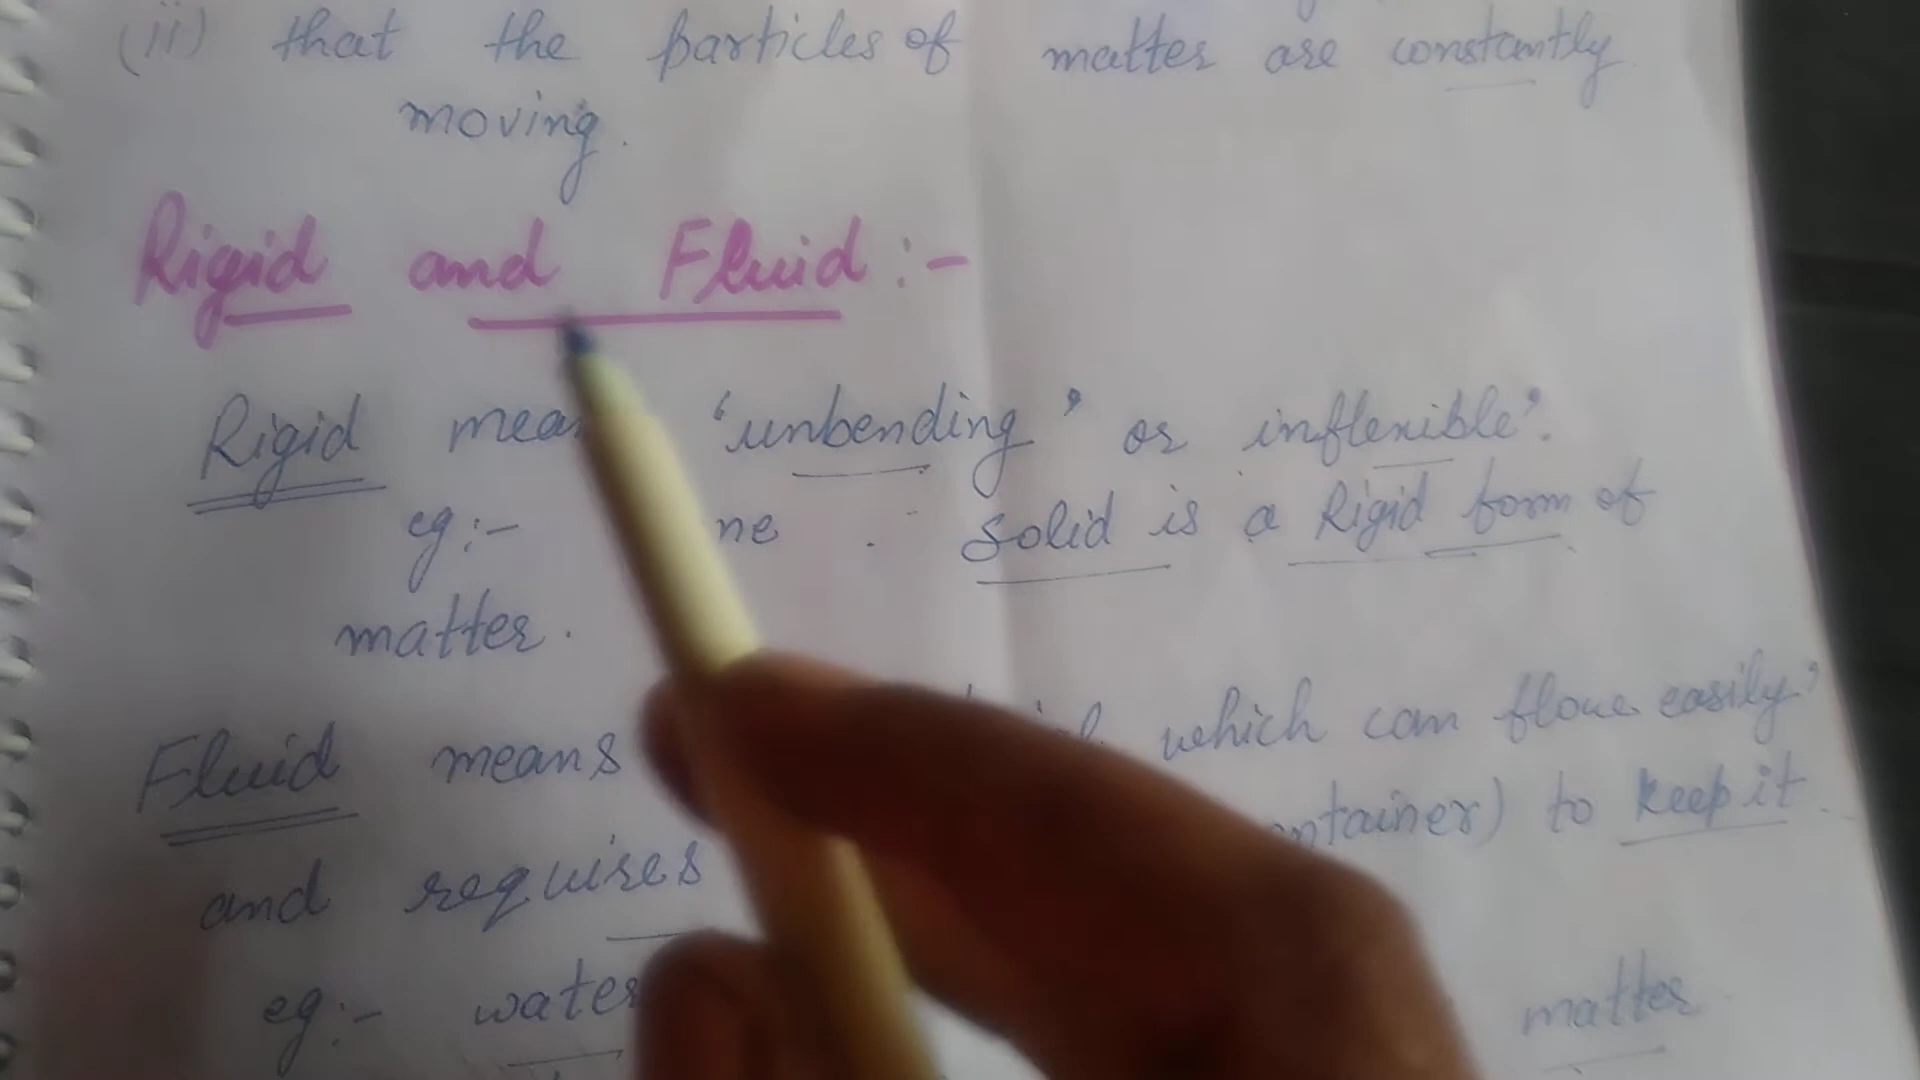 (ii) that the particles of matter are constantly
moving.
Rigid and Fluid :-
Rigid mean 'unbending' or inflexible'.
eg:- ne : solid is a Rigid form of
matter.
Fluid means which can flow easily'
and requires ntainer) to keep it.
eg:- water matter